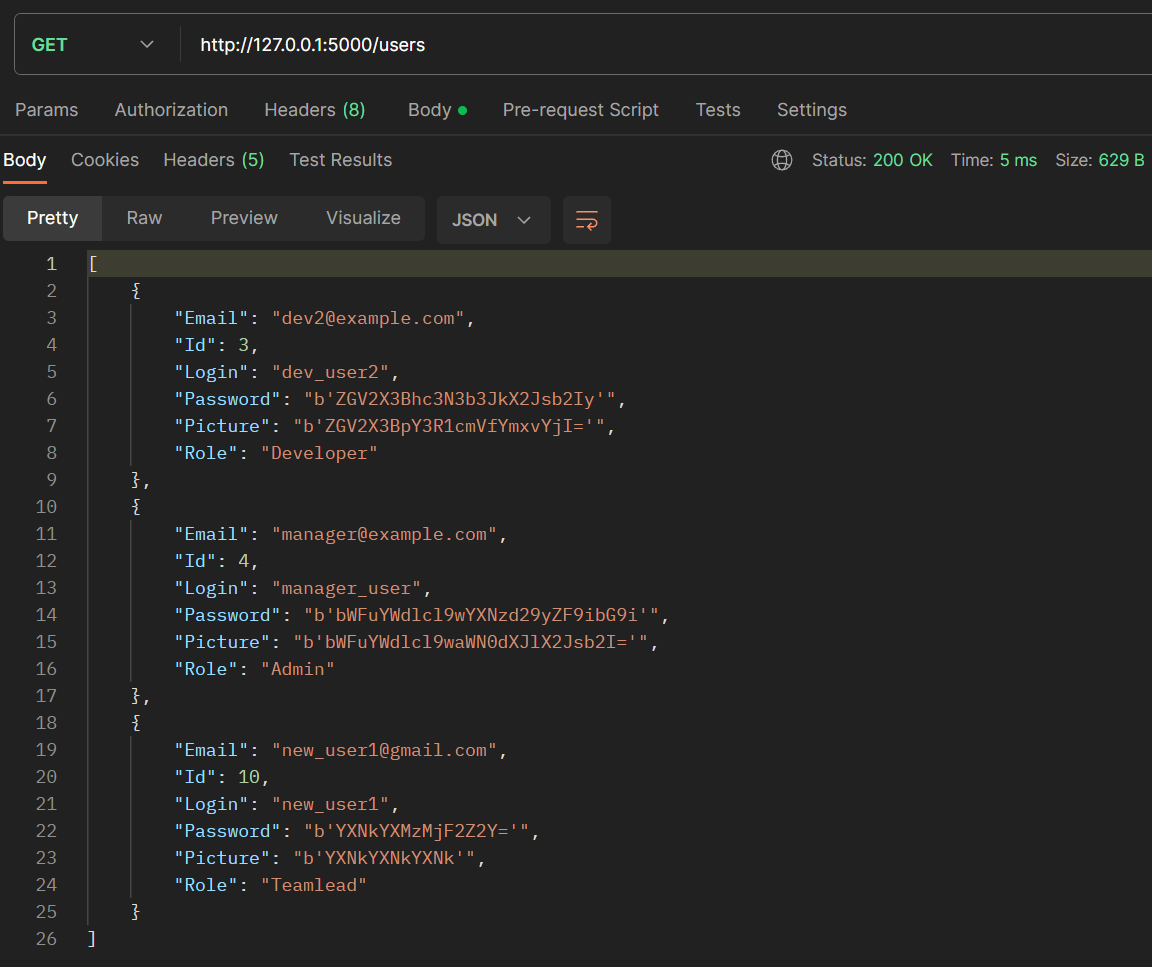 GET http://127.0.0.1:5000/users
Params Authorization Headers (8) Body Pre-request Script Tests Settings
Body Cookies Headers (5) Test Results Status: 200 OK Time: 5 ms Size: 629 B
Pretty Raw Preview Visualize JSON
1 [
2 {
3 "Email": "dev2@example.com",
4 "Id": 3,
5 "Login": "dev_user2",
6 "Password": "b'ZGV2X3Bhc3N3b3JkX2Jsb2Iy'",
7 "Picture": "b'ZGV2X3BpY3R1cmVfYmxvYjI='",
8 "Role": "Developer"
9 },
10 {
11 "Email": "manager@example.com",
12 "Id": 4,
13 "Login": "manager_user",
14 "Password": "b'bWFuYWdlcl9wYXNzd29yZF9ibG9i'",
15 "Picture": "b'bWFuYWdlcl9waWN0dXJlX2Jsb2I='",
16 "Role": "Admin"
17 },
18 {
19 "Email": "new_user1@gmail.com",
20 "Id": 10,
21 "Login": "new_user1",
22 "Password": "b'YXNkYXMzMjF2Z2Y='",
23 "Picture": "b'YXNkYXNkYXNk'",
24 "Role": "Teamlead"
25 }
26 ]